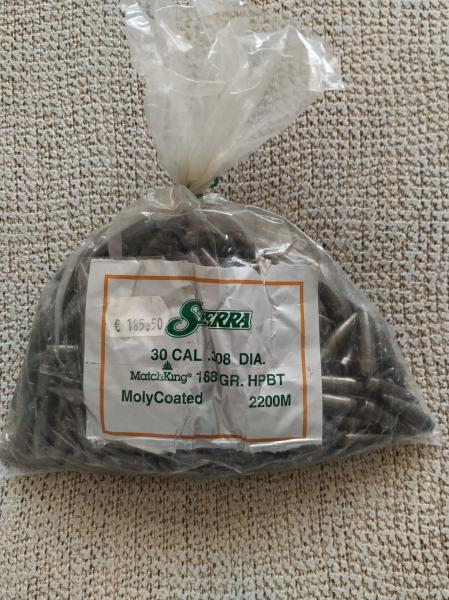 € 185.50
SIERRA
30 CAL .308 DIA.
MatchKing® 168 GR. HPBT
MolyCoated 2200M